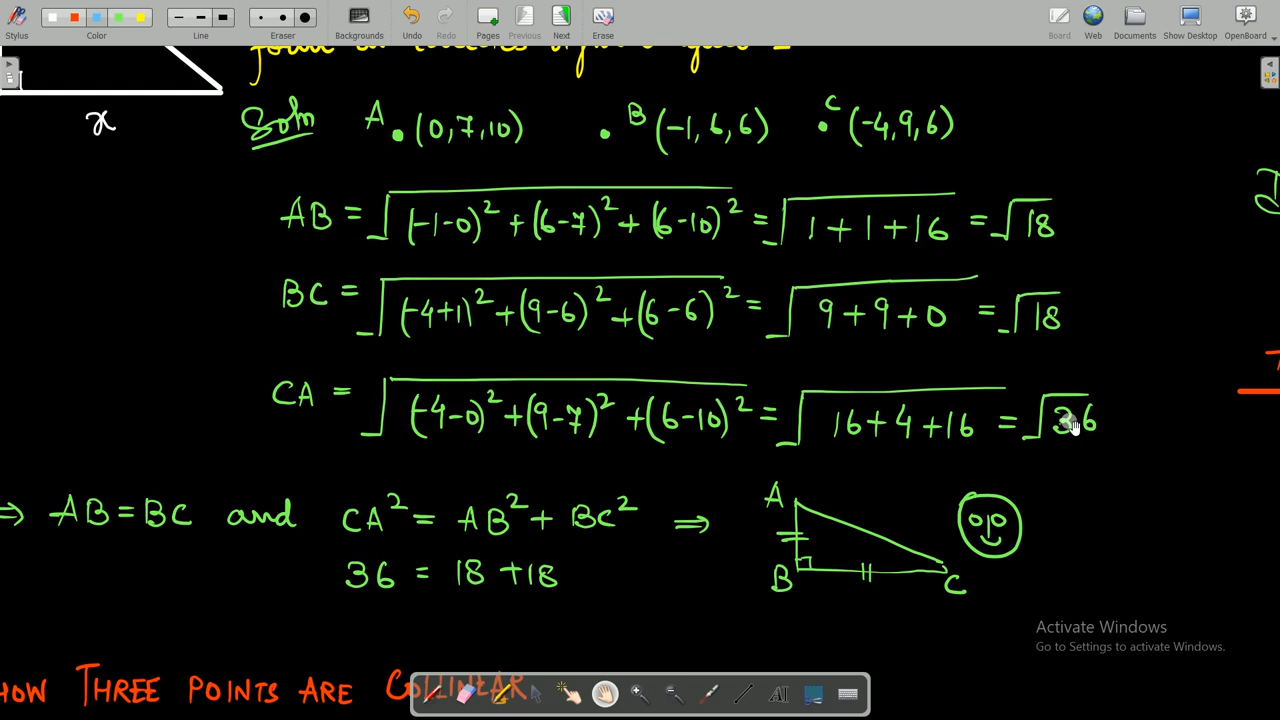 Stylus Color Line Eraser Backgrounds Undo Redo Pages Previous Next Erase Board Web Documents Show Desktop OpenBoard
x
Soln A •(0,7,10) • B (-1,6,6) • C (-4,9,6)
AB = √((-1-0)²+(6-7)²+(6-10)²) = √(1+1+16) = √18
BC = √((-4+1)²+(9-6)²+(6-6)²) = √(9+9+0) = √18
CA = √((-4-0)²+(9-7)²+(6-10)²) = √(16+4+16) = √36
⇒ AB = BC and CA² = AB² + BC² ⇒
36 = 18 + 18
A
B
C
Activate Windows
Go to Settings to activate Windows.
HOW THREE POINTS ARE COLLINEAR